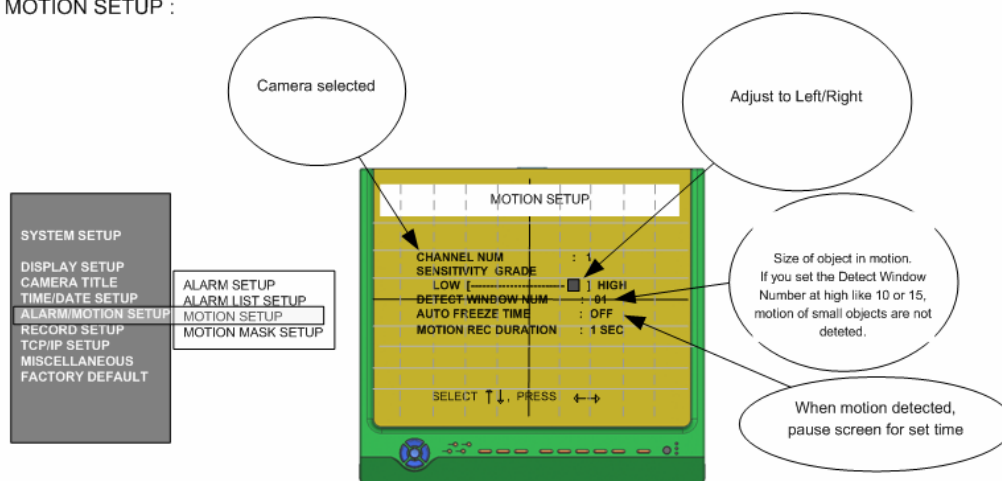 MOTION SETUP :
Camera selected
Adjust to Left/Right
SYSTEM SETUP
DISPLAY SETUP
CAMERA TITLE
TIME/DATE SETUP
ALARM/MOTION SETUP
RECORD SETUP
TCP/IP SETUP
MISCELLANEOUS
FACTORY DEFAULT
ALARM SETUP
ALARM LIST SETUP
MOTION SETUP
MOTION MASK SETUP
MOTION SETUP
CHANNEL NUM : 1
SENSITIVITY GRADE
LOW [---------------------- ] HIGH
DETECT WINDOW NUM : 01
AUTO FREEZE TIME : OFF
MOTION REC DURATION : 1 SEC
SELECT ↑↓, PRESS ←→
Size of object in motion.
If you set the Detect Window
Number at high like 10 or 15,
motion of small objects are not
deteted.
When motion detected,
pause screen for set time